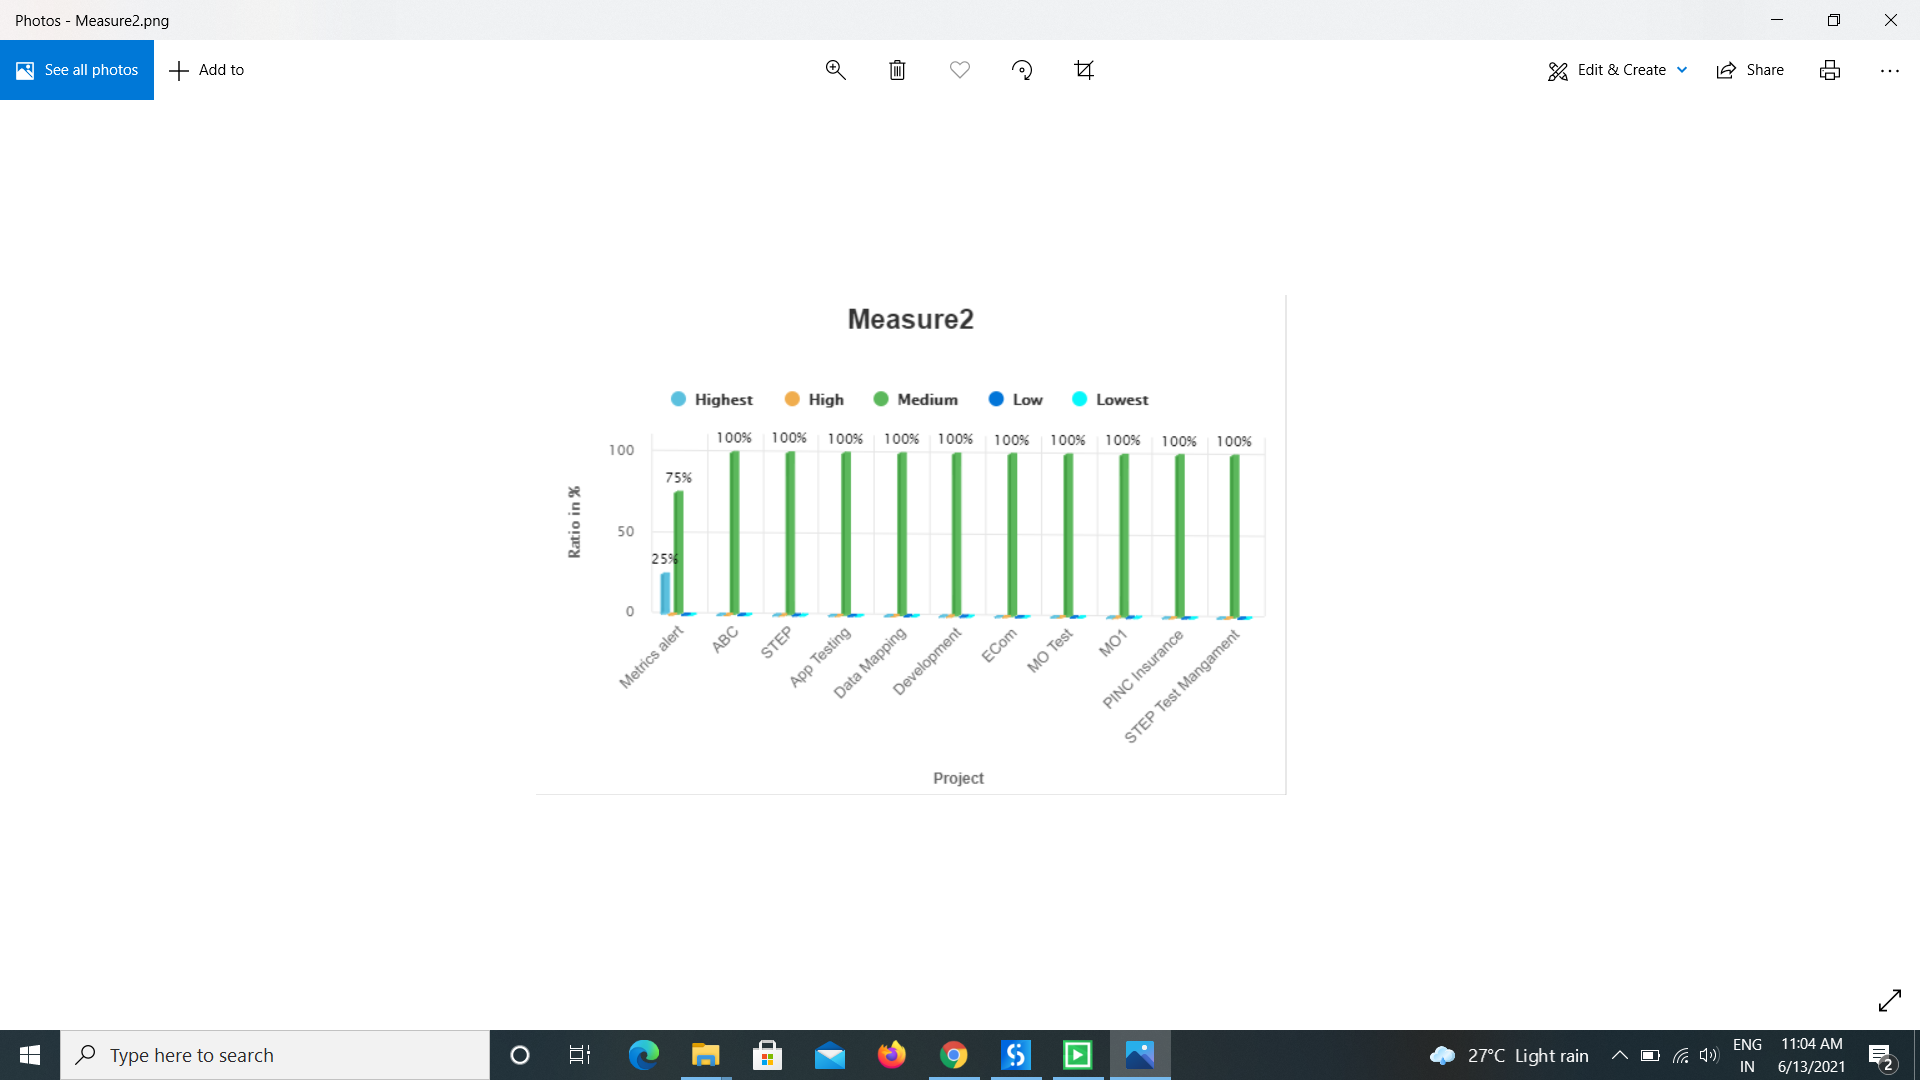 Photos - Measure2.png
See all photos
Add to
Edit & Create
Share
Measure2
Highest High Medium Low Lowest
100% 100% 100% 100% 100% 100% 100% 100% 100% 100%
100
75%
Ratio in %
50
25%
0
Metrics alert
ABC
STEP
App Testing
Data Mapping
Development
ECom
MO Test
MO1
PINC Insurance
STEP Test Mangament
Project
Type here to search
27°C Light rain
ENG
IN
11:04 AM
6/13/2021
2